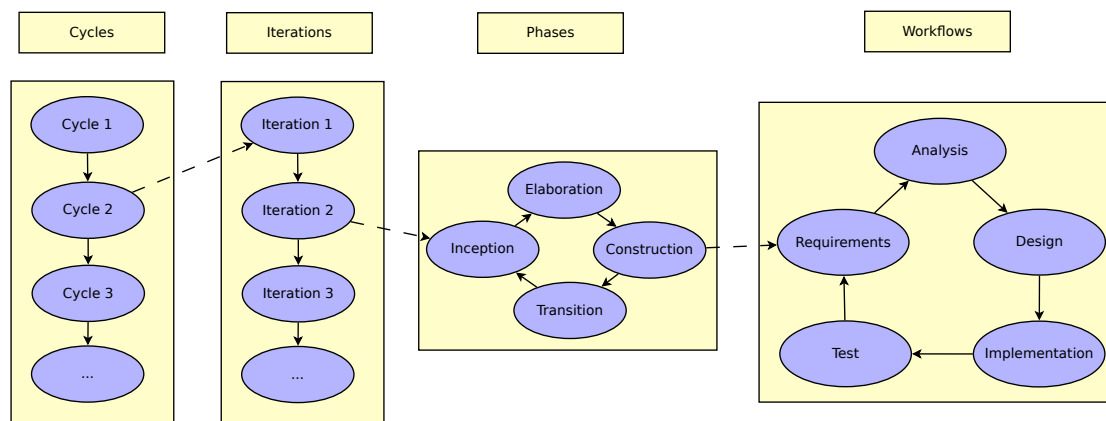 Cycles
Iterations
Phases
Workflows
Cycle 1
Cycle 2
Cycle 3
...
Iteration 1
Iteration 2
Iteration 3
...
Elaboration
Inception
Construction
Transition
Analysis
Requirements
Design
Test
Implementation